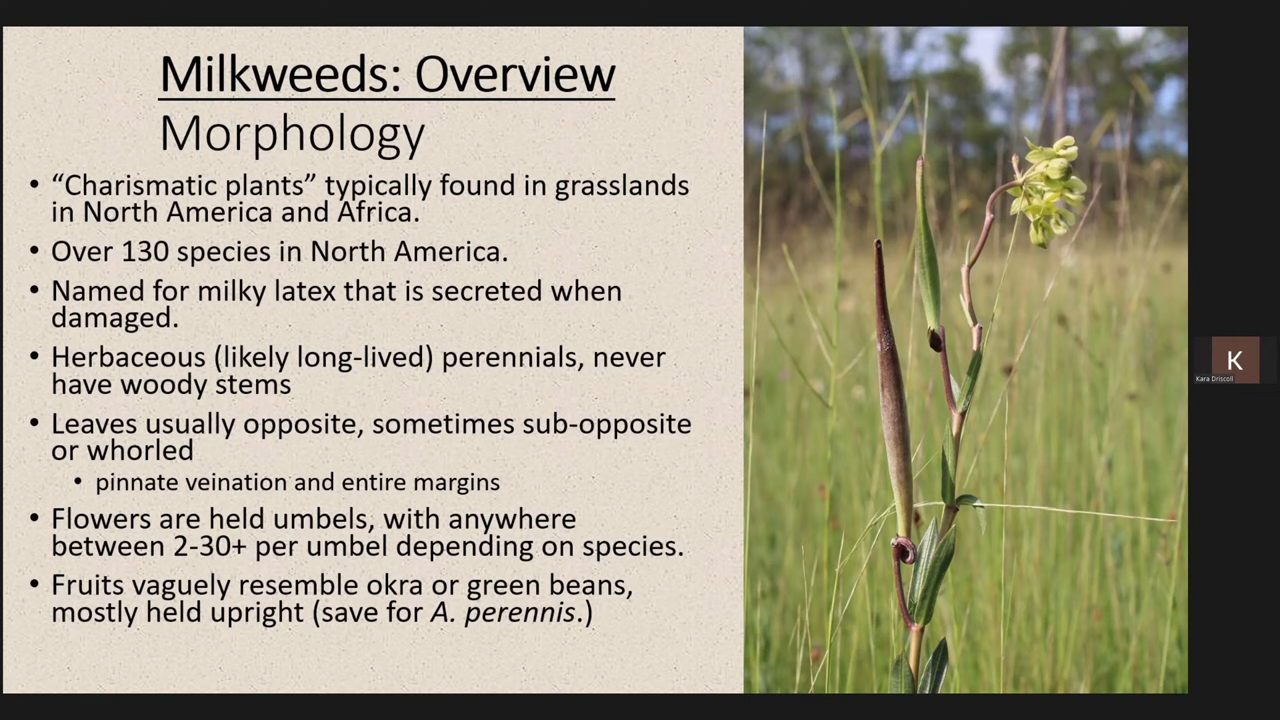 Milkweeds: Overview
Morphology
• “Charismatic plants” typically found in grasslands
in North America and Africa.
• Over 130 species in North America.
• Named for milky latex that is secreted when
damaged.
• Herbaceous (likely long-lived) perennials, never
have woody stems
• Leaves usually opposite, sometimes sub-opposite
or whorled
• pinnate veination and entire margins
• Flowers are held umbels, with anywhere
between 2-30+ per umbel depending on species.
• Fruits vaguely resemble okra or green beans,
mostly held upright (save for A. perennis.)
K
Kara Driscoll